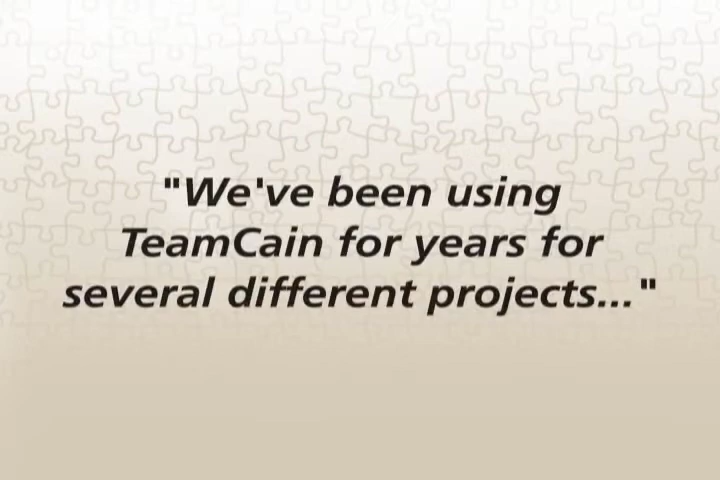 "We've been using
TeamCain for years for
several different projects..."